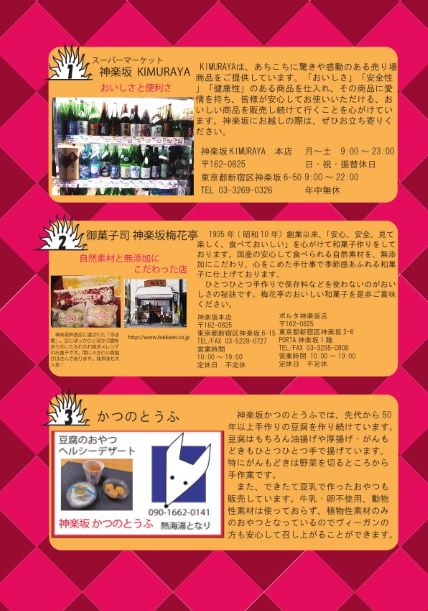 1
スーパーマーケット
神楽坂 KIMURAYA
おいしさと便利さ
KIMURAYAは、あちこちに驚きや感動のある売り場
商品をご提供しています。「おいしさ」「安全性
」「健康性」のある商品を仕入れ、その商品に愛
情を持ち、皆様が安心してお使いいただける、お
いしい商品を販売し続けて行くことを心がけてい
ます。神楽坂にお越しの際は、ぜひお立ち寄りく
ださい。
神楽坂KIMURAYA 本店 月〜土 9:00〜23:00
〒162-0825 日・祝・振替休日
東京都新宿区神楽坂6-50 9:00〜22:00
TEL 03-3269-0326 年中無休
2
御菓子司 神楽坂梅花亭
自然素材と無添加に
こだわった店
http://www.baikatei.co.jp
1935年(昭和10年)創業以来、「安心、安全、見て
楽しく、食べておいしい」を心がけて和菓子作りをして
おります。国産の安心して食べられる自然素材を、無添
加にこだわり、心をこめた手仕事で季節感あふれる和菓
子に仕上げております。
ひとつひとつ手作りで保存料などを使わないのがおい
しさの秘訣です。梅花亭のおいしい和菓子を是非ご賞味
ください。
神楽坂本店
〒162-0825
東京都新宿区神楽坂6-15
TEL/FAX 03-5228-0727
営業時間
10:00〜19:00
定休日 不定休
ポルタ神楽坂店
〒162-0825
東京都新宿区神楽坂2-6
PORTA神楽坂1階
TEL/FAX 03-3235-0808
営業時間 10:00〜19:00
定休日 不定休
3
かつのとうふ
豆腐のおやつ
ヘルシーデザート
090-1662-0141
神楽坂 かつのとうふ
熱海湯となり
神楽坂かつのとうふでは、先代から50
年以上手作りの豆腐を作り続けています。
豆腐はもちろん油揚げや厚揚げ・がんも
どきもひとつひとつ手で揚げています。
特にがんもどきは野菜を切るところから
手作業です。
また、できたて豆乳で作ったおやつも
販売しています。牛乳・卵不使用、動物
性素材は使っておらず、植物性素材のみ
のおやつとなっているのでヴィーガンの
方も安心して召し上がることができます。